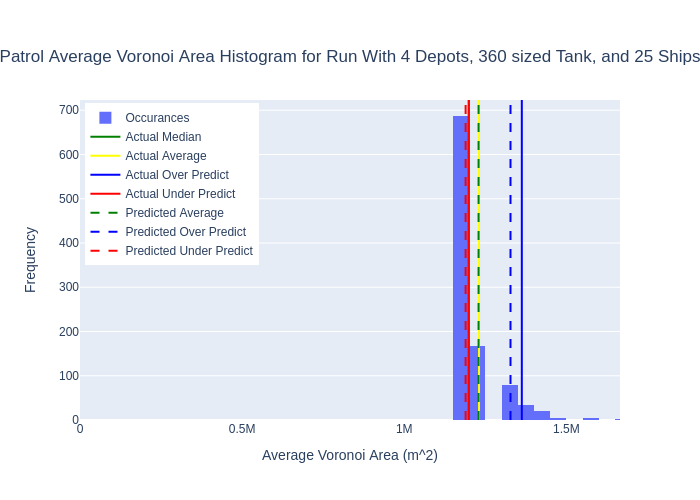 Patrol Average Voronoi Area Histogram for Run With 4 Depots, 360 sized Tank, and 25 Ships
Occurances
Actual Median
Actual Average
Actual Over Predict
Actual Under Predict
Predicted Average
Predicted Over Predict
Predicted Under Predict
Frequency
700
600
500
400
300
200
100
0
0
0.5M
1M
1.5M
Average Voronoi Area (m^2)